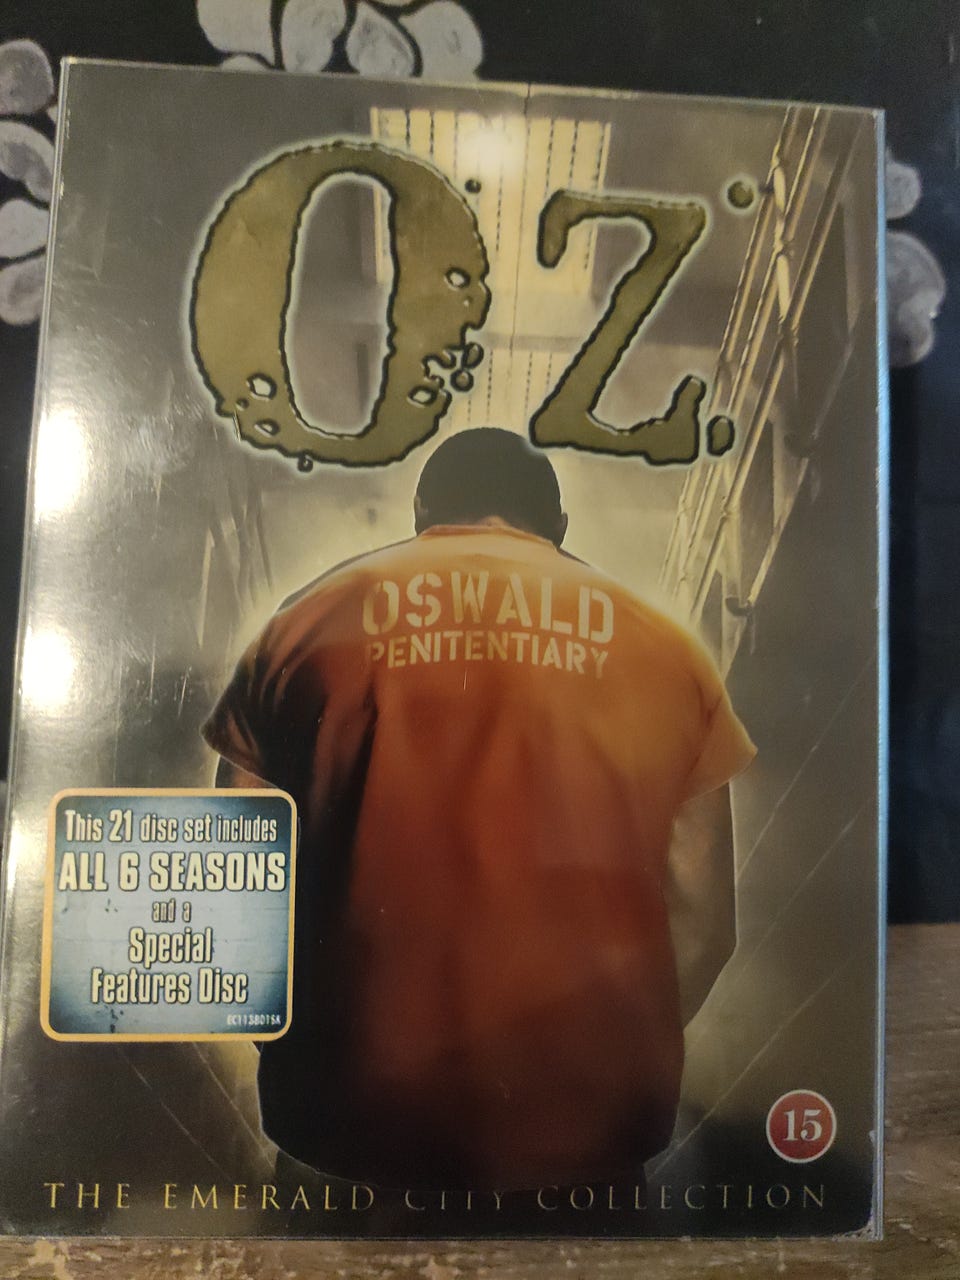 OZ.
OSWALD
PENITENTIARY
This 21 disc set includes
ALL 6 SEASONS
and a
Special
Features Disc
15
THE EMERALD CITY COLLECTION